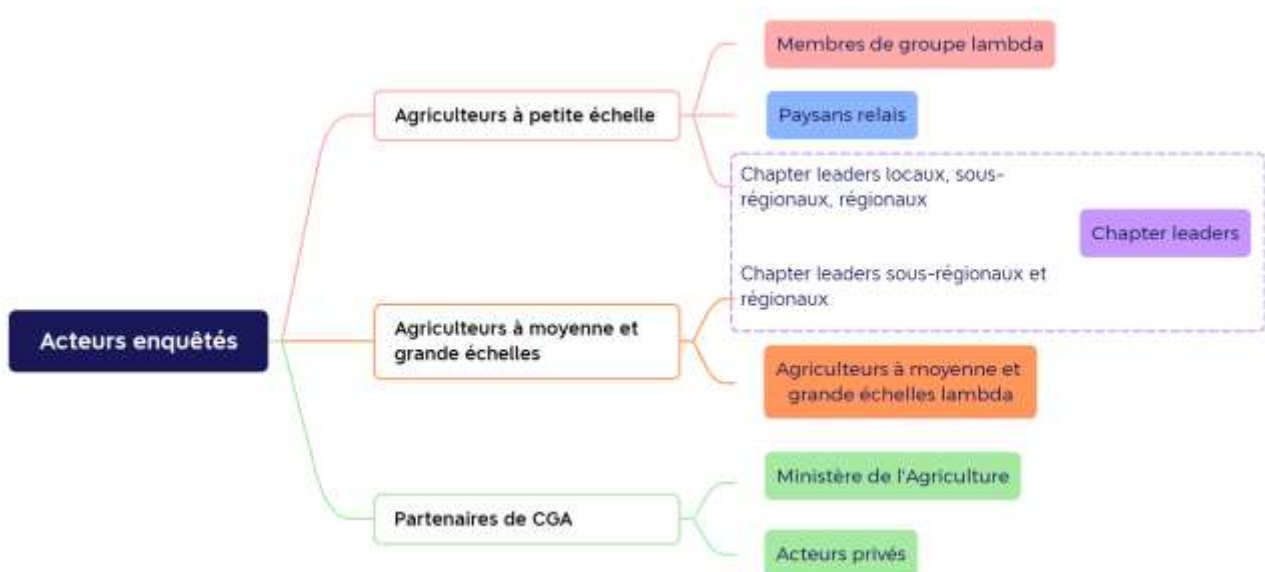 Acteurs enquêtés
Agriculteurs à petite échelle
Membres de groupe lambda
Paysans relais
Chapter leaders locaux, sous-
régionaux, régionaux
Chapter leaders
Agriculteurs à moyenne et
grande échelles
Chapter leaders sous-régionaux et
régionaux
Agriculteurs à moyenne et
grande échelles lambda
Partenaires de CGA
Ministère de l'Agriculture
Acteurs privés